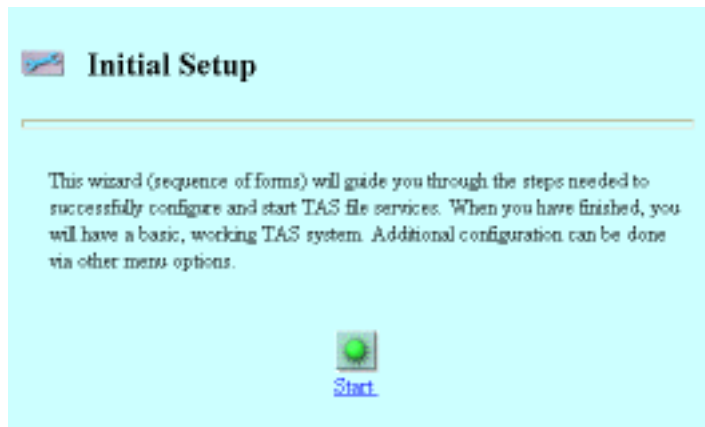 Initial Setup
This wizard (sequence of forms) will guide you through the steps needed to
successfully configure and start TAS file services. When you have finished, you
will have a basic, working TAS system. Additional configuration can be done
via other menu options.
Start